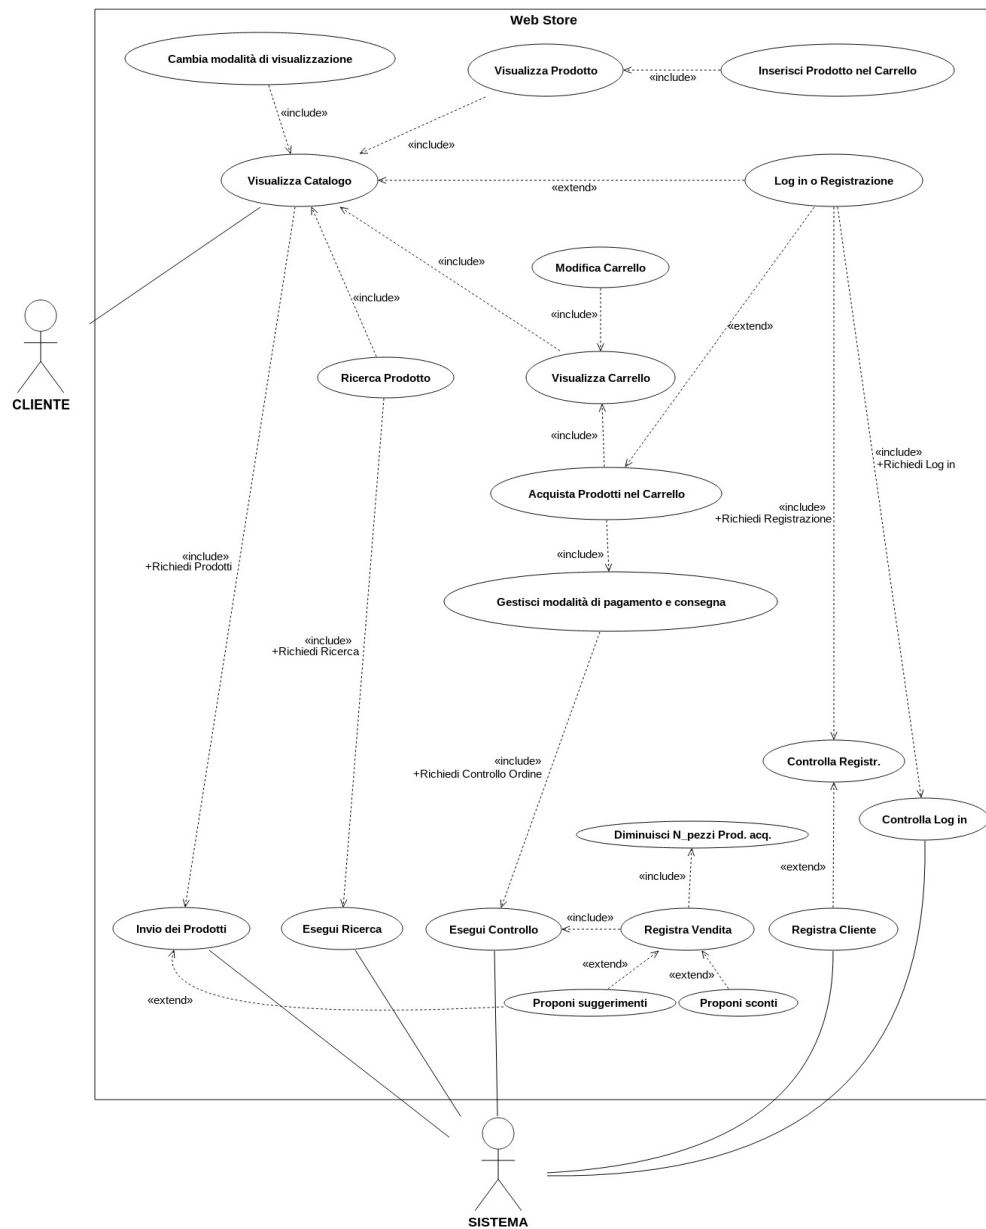 Web Store
Cambia modalità di visualizzazione
Visualizza Prodotto
«include»
Inserisci Prodotto nel Carrello
«include»
«include»
Visualizza Catalogo
«extend»
Log in o Registrazione
«include»
Modifica Carrello
«include»
«include»
«extend»
CLIENTE
Ricerca Prodotto
Visualizza Carrello
«include»
«include»
+Richiedi Log in
Acquista Prodotti nel Carrello
«include»
+Richiedi Registrazione
«include»
+Richiedi Prodotti
«include»
Gestisci modalità di pagamento e consegna
«include»
+Richiedi Ricerca
«include»
+Richiedi Controllo Ordine
Controlla Registr.
Controlla Log in
Diminuisci N_pezzi Prod. acq.
«include»
«extend»
Invio dei Prodotti
Esegui Ricerca
Esegui Controllo
«include»
Registra Vendita
Registra Cliente
«extend»
«extend»
«extend»
Proponi suggerimenti
Proponi sconti
SISTEMA